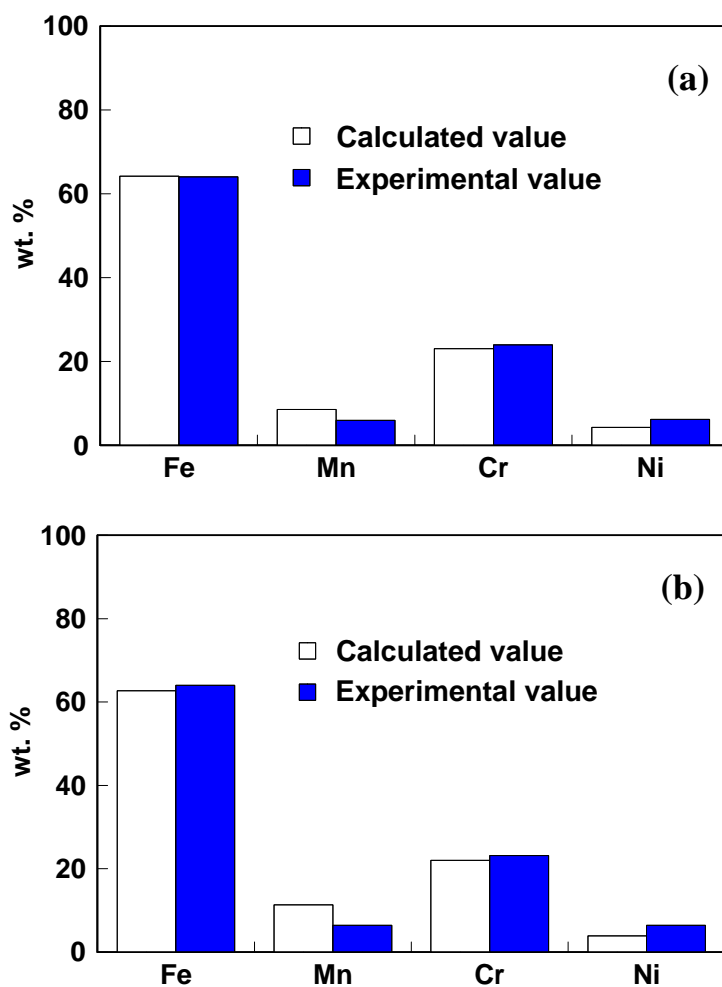 100
(a)
80
Calculated value
Experimental value
60
wt. %
40
20
0
Fe Mn Cr Ni
100
(b)
80
Calculated value
Experimental value
60
wt. %
40
20
0
Fe Mn Cr Ni